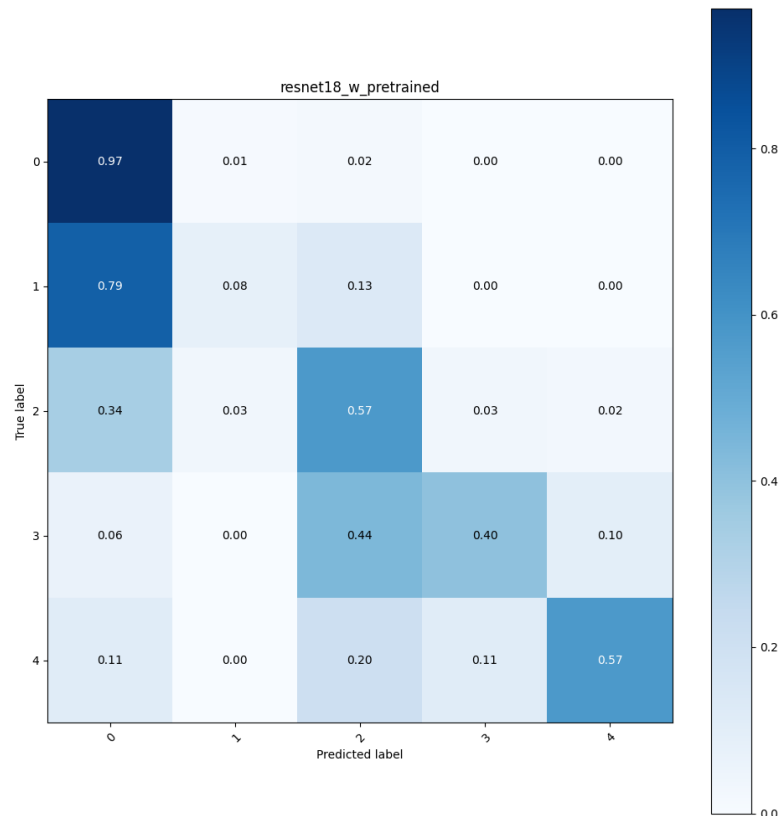 resnet18_w_pretrained
0 0.97 0.01 0.02 0.00 0.00
0.8
1 0.79 0.08 0.13 0.00 0.00
0.6
True label
2 0.34 0.03 0.57 0.03 0.02
0.4
3 0.06 0.00 0.44 0.40 0.10
0.2
4 0.11 0.00 0.20 0.11 0.57
0 1 2 3 4
Predicted label
0.0